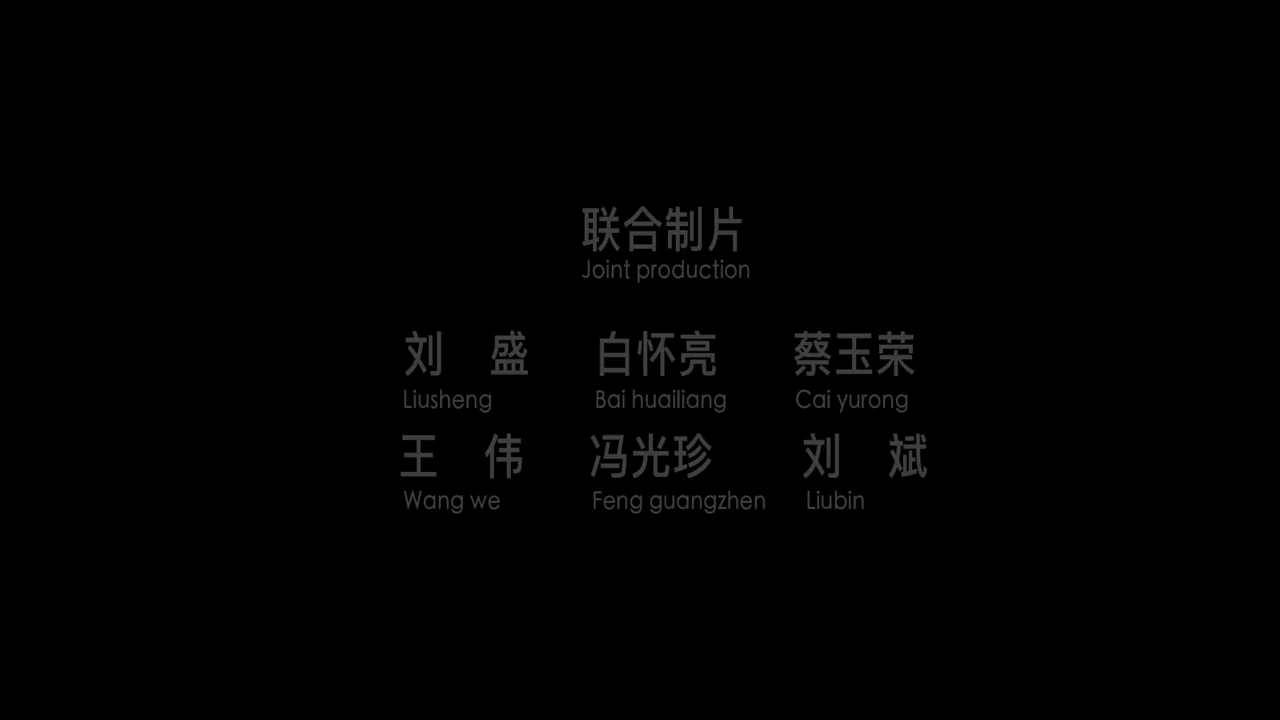 联合制片
Joint production
刘 盛 白怀亮 蔡玉荣
Liusheng Bai huailiang Cai yurong
王 伟 冯光珍 刘 斌
Wang we Feng guangzhen Liubin